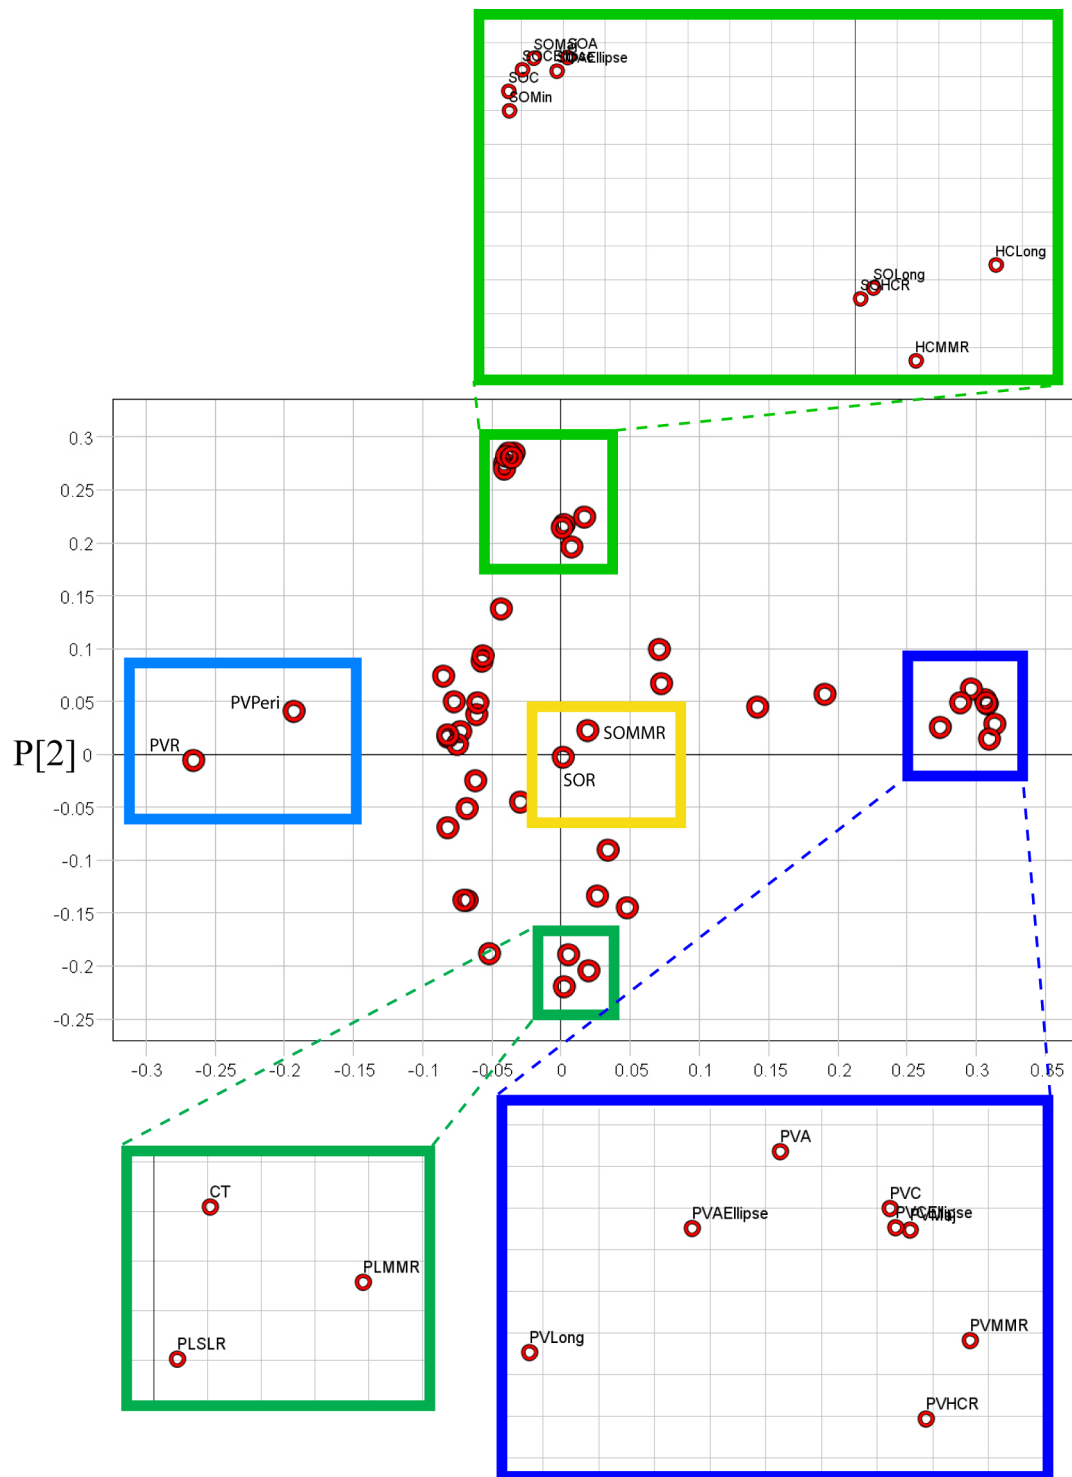 SOMaj SOA
SOCEllipse SOAEllipse
SOC
SOMin
HCLong
SOLong
SOHCR
HCMMR
0.3
0.25
0.2
0.15
0.1
0.05
0
-0.05
-0.1
-0.15
-0.2
-0.25
P[2]
PVPeri
PVR
SOMMR
SOR
-0.3 -0.25 -0.2 -0.15 -0.1 -0.05 0 0.05 0.1 0.15 0.2 0.25 0.3 0.35
CT
PLMMR
PLSLR
PVA
PVC
PVAEllipse PVCEllipse PVMaj
PVMMR
PVLong
PVHCR